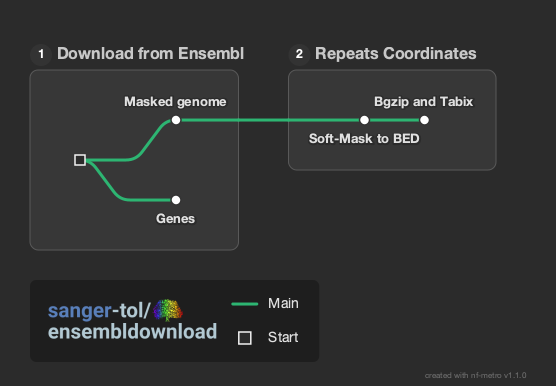 1 Download from Ensembl
2 Repeats Coordinates
Masked genome
Bgzip and Tabix
Soft-Mask to BED
Genes
sanger-tol/
ensembldownload
Main
Start
created with nf-metro v1.1.0